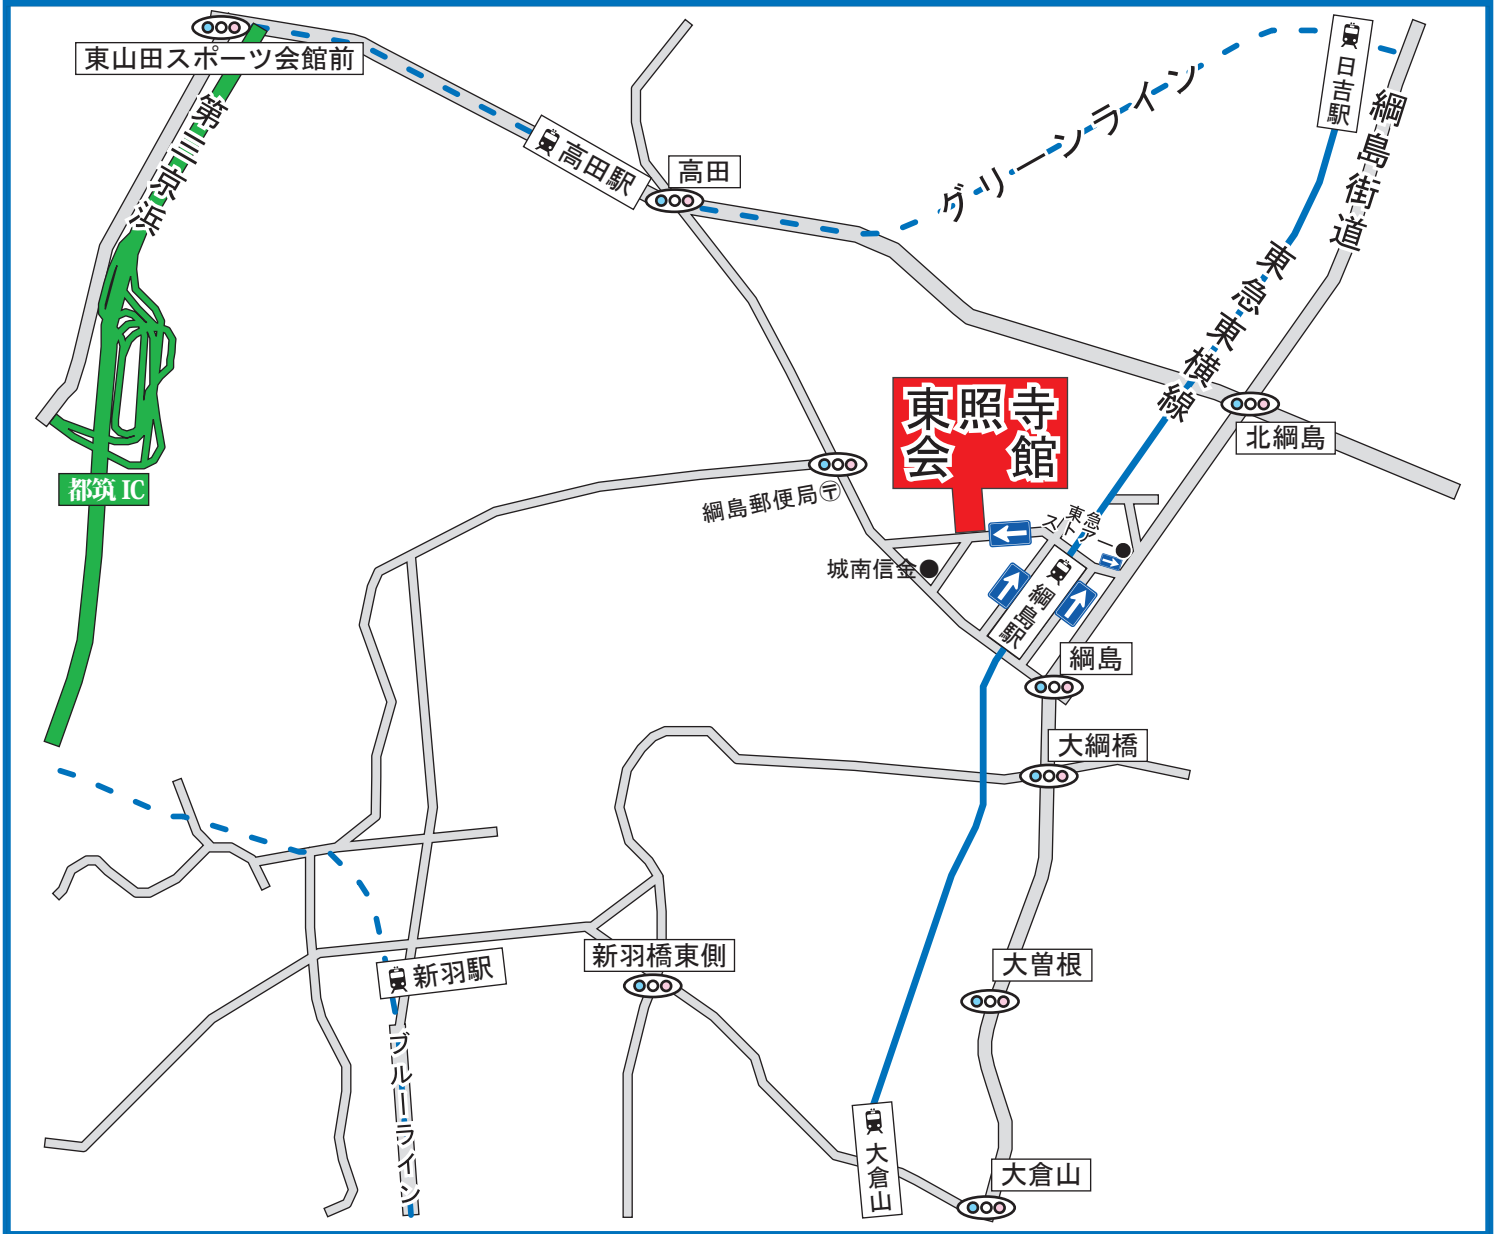 東山田スポーツ会館前
第三京浜
高田駅
高田
グリーンライン
日吉駅
綱島街道
東急東横線
東照寺
会館
北綱島
都筑IC
綱島郵便局〒
東急
ストアー
城南信金
綱島駅
綱島
大綱橋
新羽駅
新羽橋東側
大曽根
ブルーライン
大倉山
大倉山